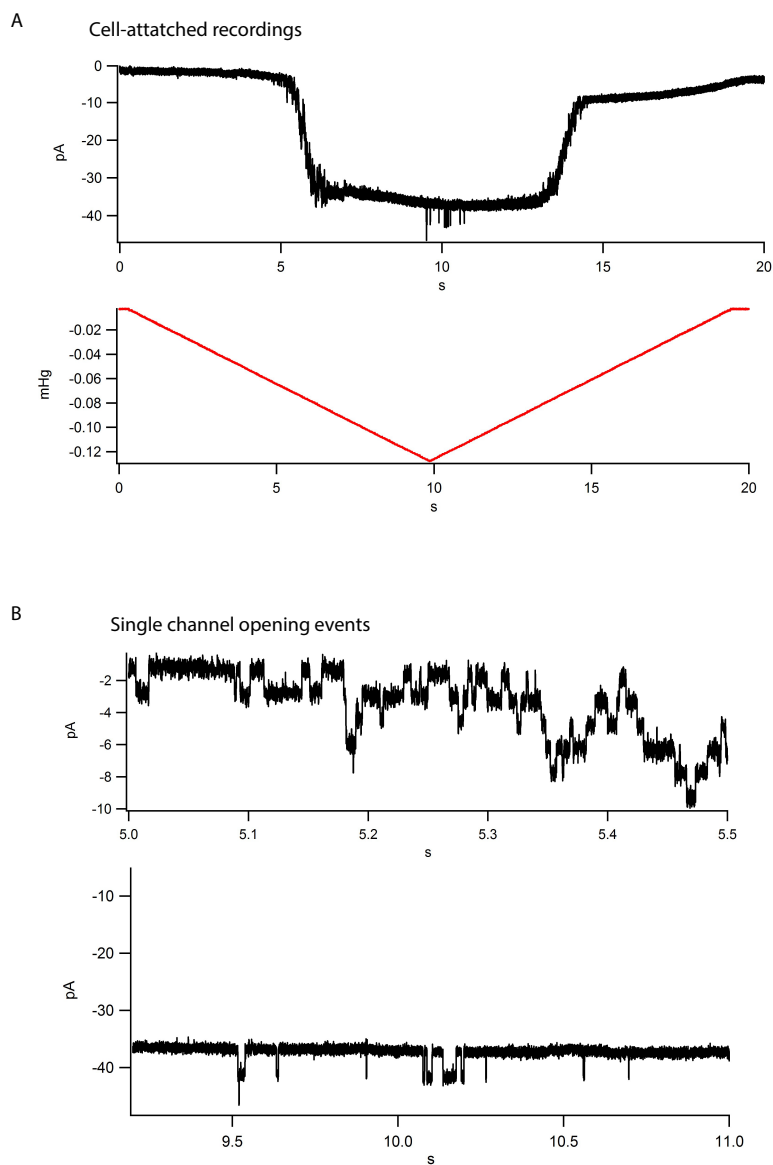 A
Cell-attatched recordings
0
-10
-20
-30
-40
pA
0 5 10 15 20
s
-0.02
-0.04
-0.06
-0.08
-0.10
-0.12
mHg
0 5 10 15 20
s
B
Single channel opening events
-2
-4
-6
-8
-10
pA
5.0 5.1 5.2 5.3 5.4 5.5
s
-10
-20
-30
-40
pA
9.5 10.0 10.5 11.0
s